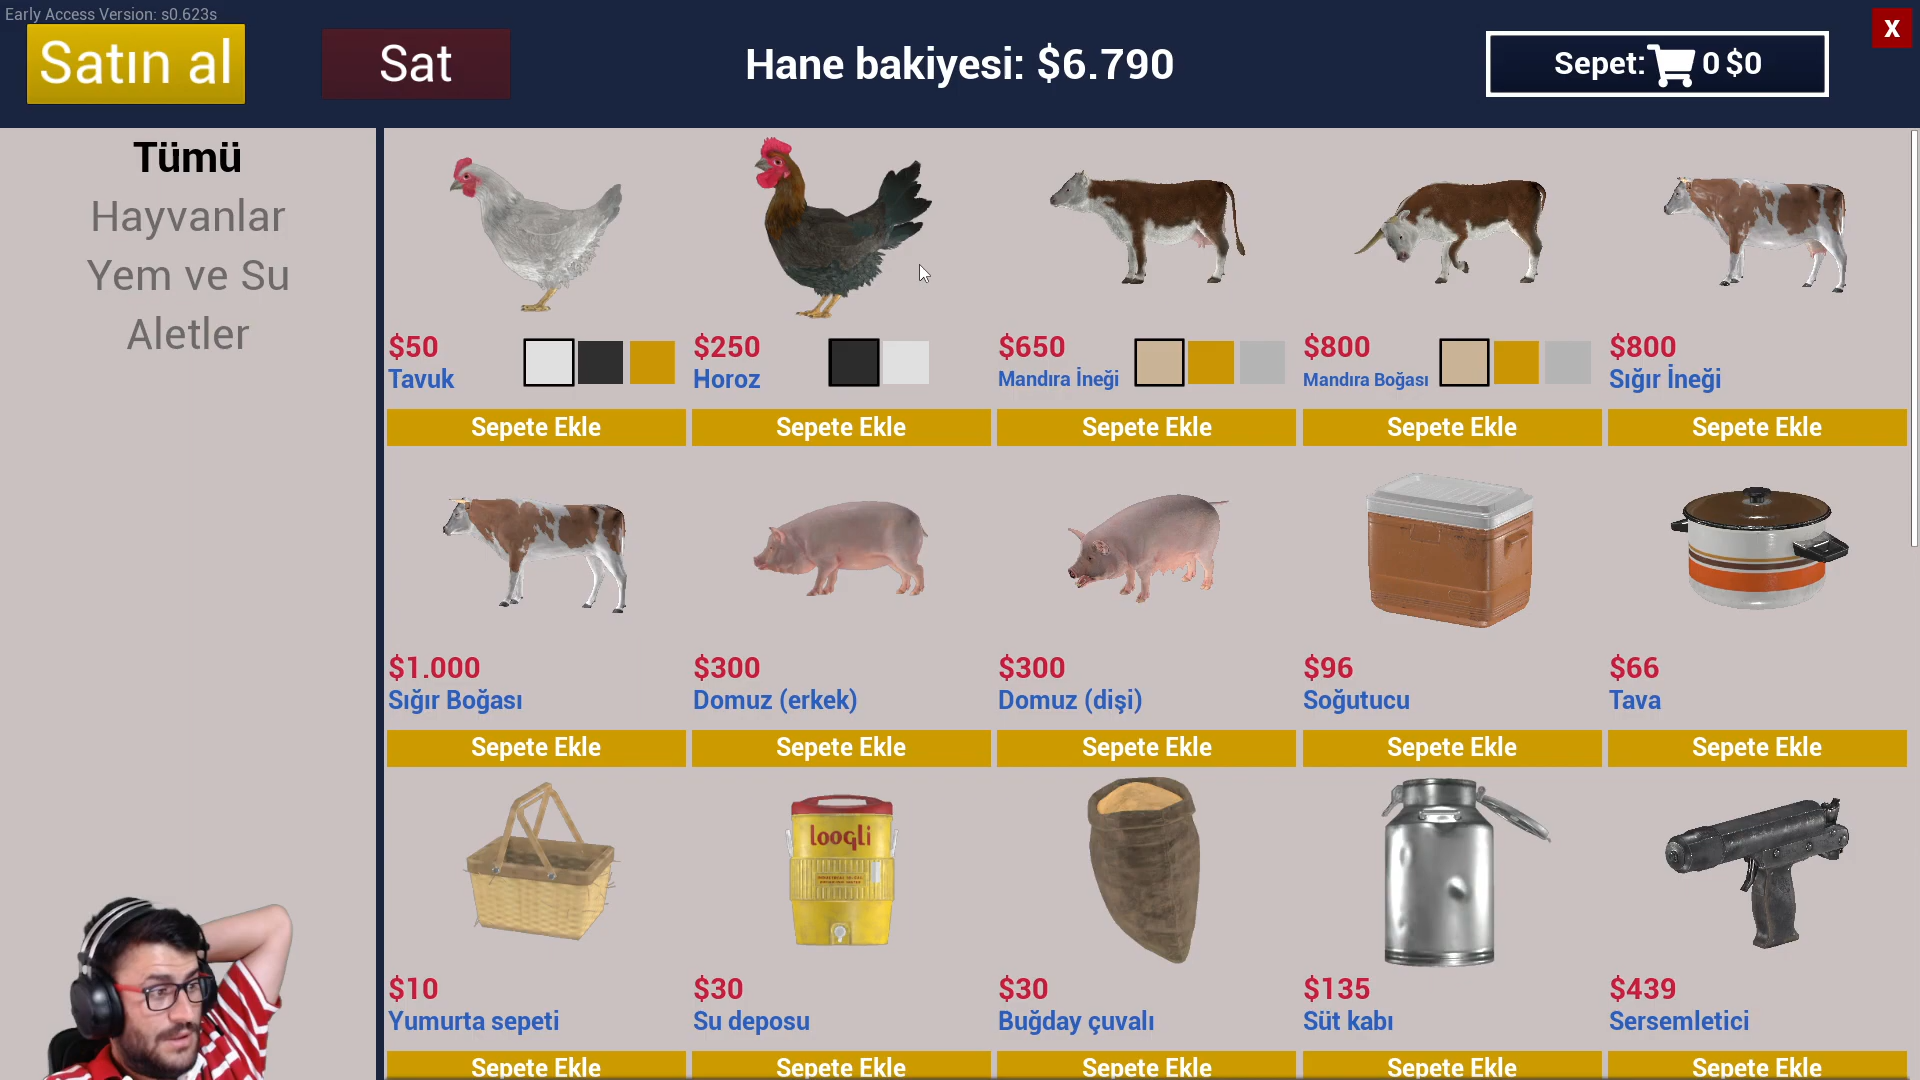 Early Access Version: s0.623s
Satın al
Sat
Hane bakiyesi: $6.790
Sepet: 0 $0
X
Tümü
Hayvanlar
Yem ve Su
Aletler
$50
Tavuk
Sepete Ekle
$250
Horoz
Sepete Ekle
$650
Mandıra İneği
Sepete Ekle
$800
Mandıra Boğası
Sepete Ekle
$800
Sığır İneği
Sepete Ekle
$1.000
Sığır Boğası
Sepete Ekle
$300
Domuz (erkek)
Sepete Ekle
$300
Domuz (dişi)
Sepete Ekle
$96
Soğutucu
Sepete Ekle
$66
Tava
Sepete Ekle
looqli
$10
Yumurta sepeti
Sepete Ekle
$30
Su deposu
Sepete Ekle
$30
Buğday çuvalı
Sepete Ekle
$135
Süt kabı
Sepete Ekle
$439
Sersemletici
Sepete Ekle